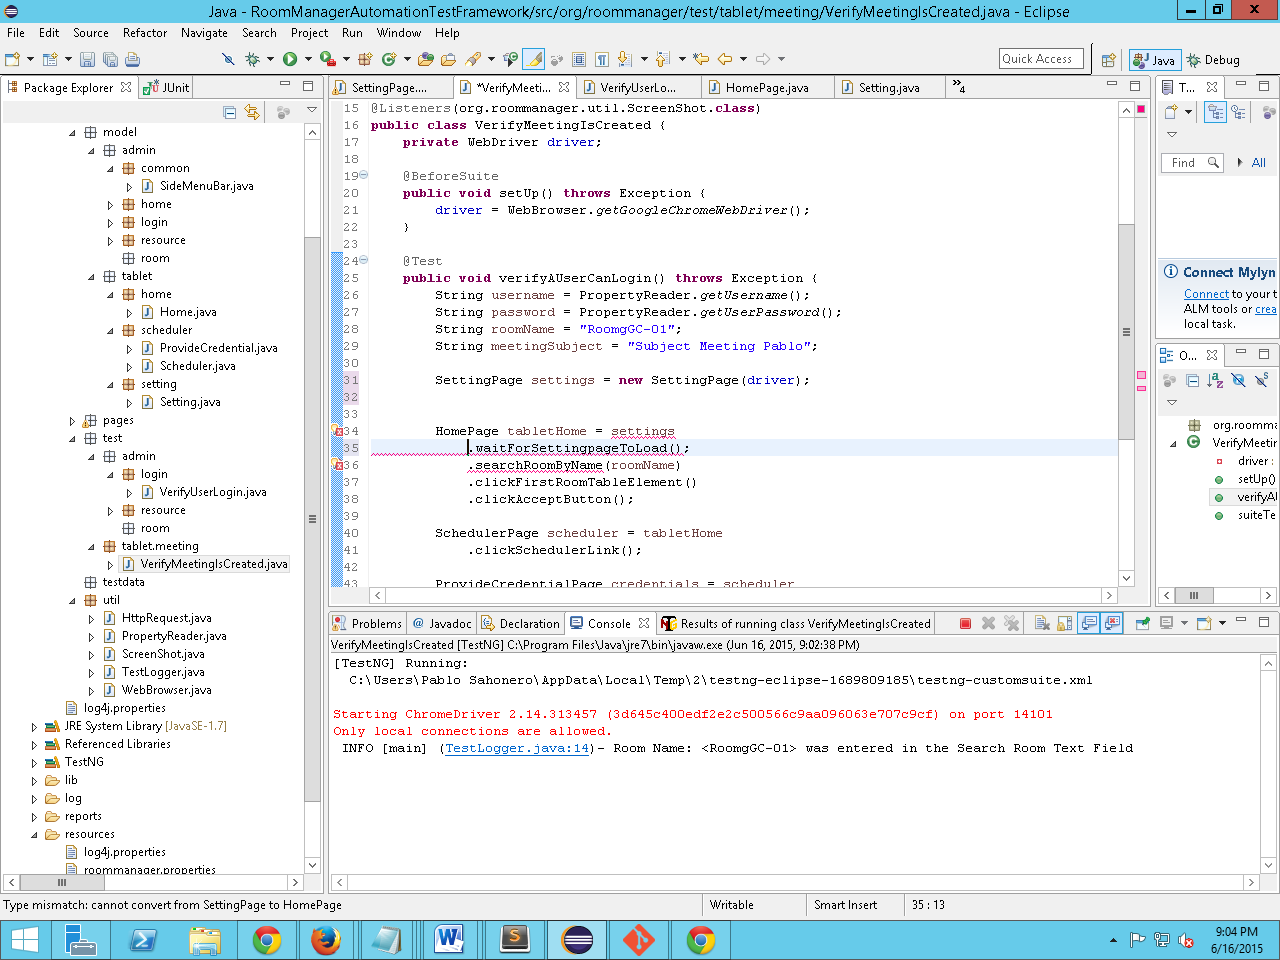 Java - RoomManagerAutomationTestFramework/src/org/roommanager/test/tablet/meeting/VerifyMeetingIsCreated.java - Eclipse
File Edit Source Refactor Navigate Search Project Run Window Help
Quick Access
Java
Debug
Package Explorer
JUnit
model
admin
common
SideMenuBar.java
home
login
resource
room
tablet
home
Home.java
scheduler
ProvideCredential.java
Scheduler.java
setting
Setting.java
pages
test
admin
login
VerifyUserLogin.java
resource
room
tablet.meeting
VerifyMeetingIsCreated.java
testdata
util
HttpRequest.java
PropertyReader.java
ScreenShot.java
TestLogger.java
WebBrowser.java
log4j.properties
JRE System Library [JavaSE-1.7]
Referenced Libraries
TestNG
lib
log
reports
resources
log4j.properties
roommanager.properties
SettingPage....
*VerifyMeeti...
VerifyUserLo...
HomePage.java
Setting.java
»4
15 @Listeners(org.roommanager.util.ScreenShot.class)
16 public class VerifyMeetingIsCreated {
17 private WebDriver driver;
18
19 @BeforeSuite
20 public void setUp() throws Exception {
21 driver = WebBrowser.getGoogleChromeWebDriver();
22 }
23
24 @Test
25 public void verifyAUserCanLogin() throws Exception {
26 String username = PropertyReader.getUsername();
27 String password = PropertyReader.getUserPassword();
28 String roomName = "RoomgGC-01";
29 String meetingSubject = "Subject Meeting Pablo";
30
31 SettingPage settings = new SettingPage(driver);
32
33
34 HomePage tabletHome = settings
35 .waitForSettingpageToLoad();
36 .searchRoomByName(roomName)
37 .clickFirstRoomTableElement()
38 .clickAcceptButton();
39
40 SchedulerPage scheduler = tabletHome
41 .clickSchedulerLink();
42
43 ProvideCredentialPage credentials = scheduler
T...
Find
All
Connect Mylyn
Connect to your t
ALM tools or crea
local task.
O...
org.roomma
VerifyMeetin
driver :
setUp()
verifyAl
suiteTe
Problems
@ Javadoc
Declaration
Console
Results of running class VerifyMeetingIsCreated
VerifyMeetingIsCreated [TestNG] C:\Program Files\Java\jre7\bin\javaw.exe (Jun 16, 2015, 9:02:38 PM)
[TestNG] Running:
C:\Users\Pablo Sahonero\AppData\Local\Temp\2\testng-eclipse-1689809185\testng-customsuite.xml
Starting ChromeDriver 2.14.313457 (3d645c400edf2e2c500566c9aa096063e707c9cf) on port 14101
Only local connections are allowed.
INFO [main] (TestLogger.java:14)- Room Name: <RoomgGC-01> was entered in the Search Room Text Field
Type mismatch: cannot convert from SettingPage to HomePage
Writable
Smart Insert
35 : 13
9:04 PM
6/16/2015